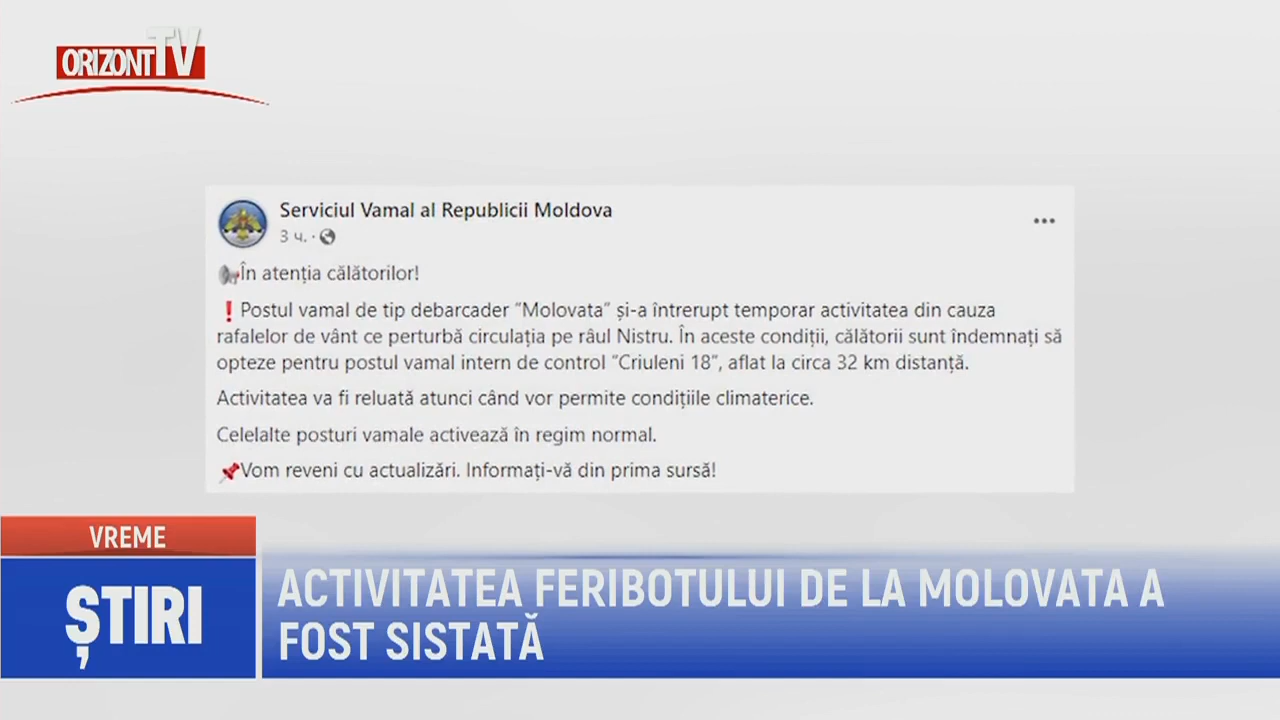 ORIZONT TV
Serviciul Vamal al Republicii Moldova
3 ч. ·
În atenția călătorilor!
❗Postul vamal de tip debarcader "Molovata" și-a întrerupt temporar activitatea din cauza
rafalelor de vânt ce perturbă circulația pe râul Nistru. În aceste condiții, călătorii sunt îndemnați să
opteze pentru postul vamal intern de control "Criuleni 18", aflat la circa 32 km distanță.
Activitatea va fi reluată atunci când vor permite condițiile climaterice.
Celelalte posturi vamale activează în regim normal.
📌Vom reveni cu actualizări. Informați-vă din prima sursă!
VREME
ȘTIRI
ACTIVITATEA FERIBOTULUI DE LA MOLOVATA A
FOST SISTATĂ